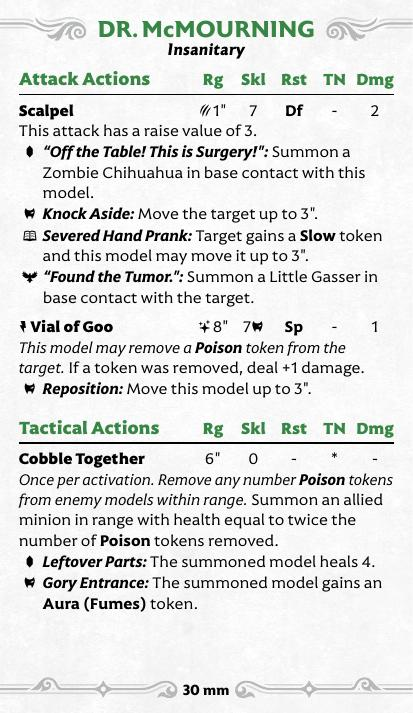 DR. McMOURNING
Insanitary
Attack Actions Rg Skl Rst TN Dmg
Scalpel 1" 7 Df - 2
This attack has a raise value of 3.
"Off the Table! This is Surgery!": Summon a
Zombie Chihuahua in base contact with this
model.
Knock Aside: Move the target up to 3".
Severed Hand Prank: Target gains a Slow token
and this model may move it up to 3".
"Found the Tumor.": Summon a Little Gasser in
base contact with the target.
Vial of Goo 8" 7 Sp - 1
This model may remove a Poison token from the
target. If a token was removed, deal +1 damage.
Reposition: Move this model up to 3".
Tactical Actions Rg Skl Rst TN Dmg
Cobble Together 6" 0 - * -
Once per activation. Remove any number Poison tokens
from enemy models within range. Summon an allied
minion in range with health equal to twice the
number of Poison tokens removed.
Leftover Parts: The summoned model heals 4.
Gory Entrance: The summoned model gains an
Aura (Fumes) token.
30 mm